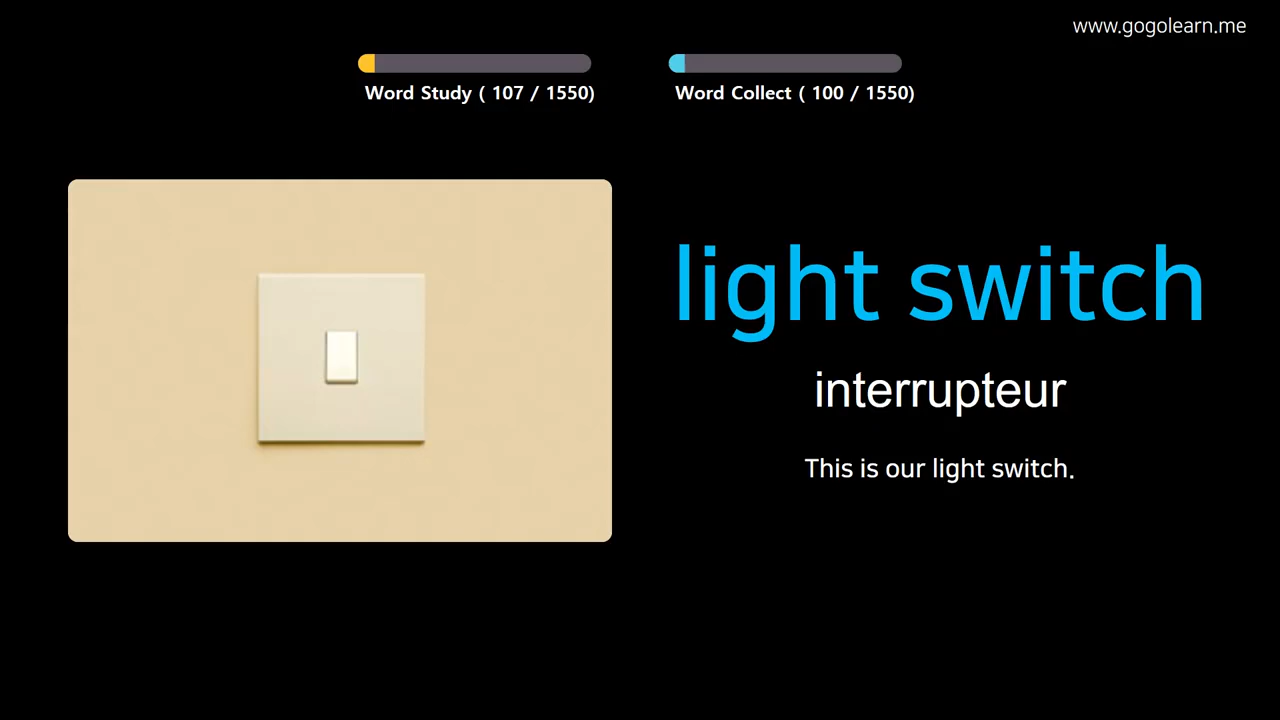 www.gogolearn.me
Word Study ( 107 / 1550)
Word Collect ( 100 / 1550)
light switch
interrupteur
This is our light switch.